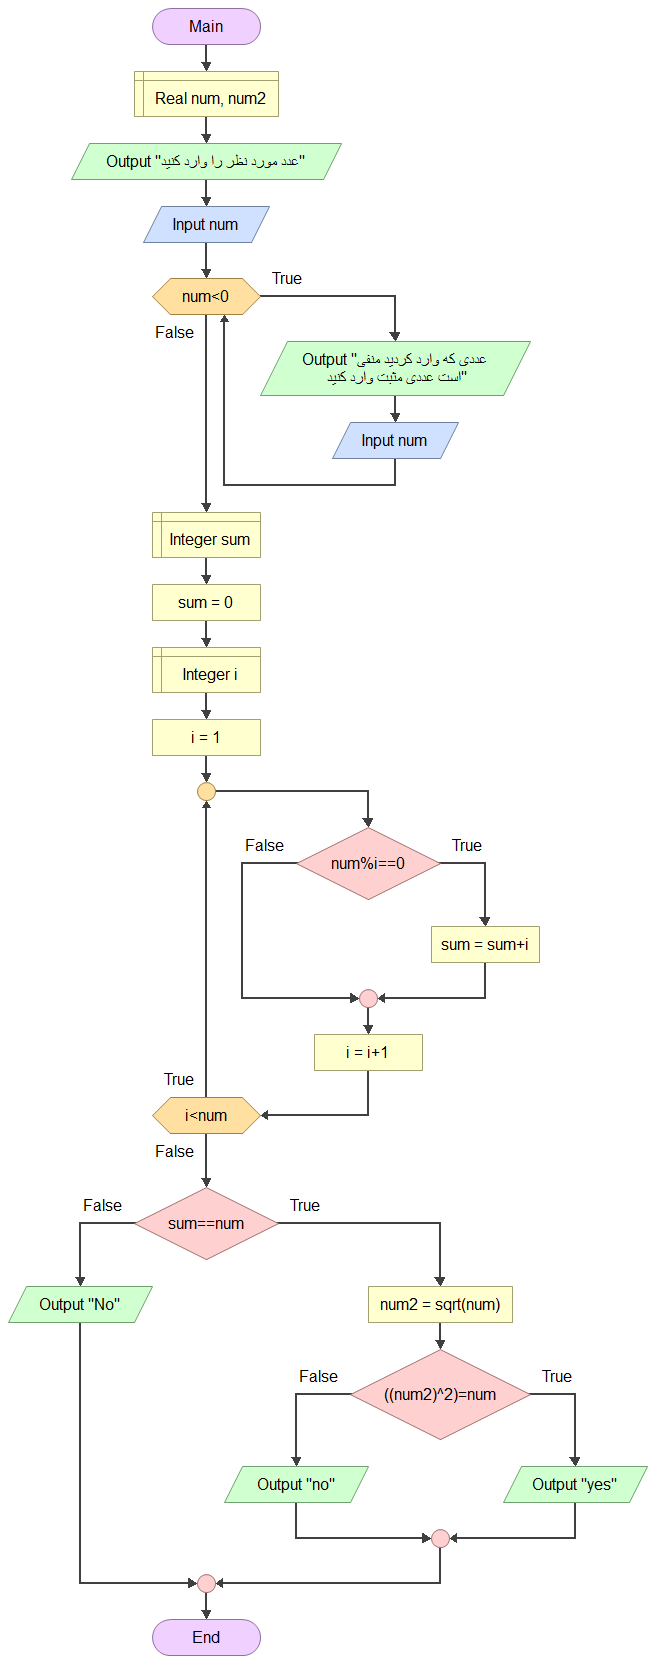 Main
Real num, num2
Output "عدد مورد نظر را وارد کنید"
Input num
num<0
True
False
Output "عددی که وارد کردید منفی
است عددی مثبت وارد کنید"
Input num
Integer sum
sum = 0
Integer i
i = 1
False
True
num%i==0
sum = sum+i
i = i+1
True
i<num
False
False
True
sum==num
Output "No"
num2 = sqrt(num)
False
True
((num2)^2)=num
Output "no"
Output "yes"
End